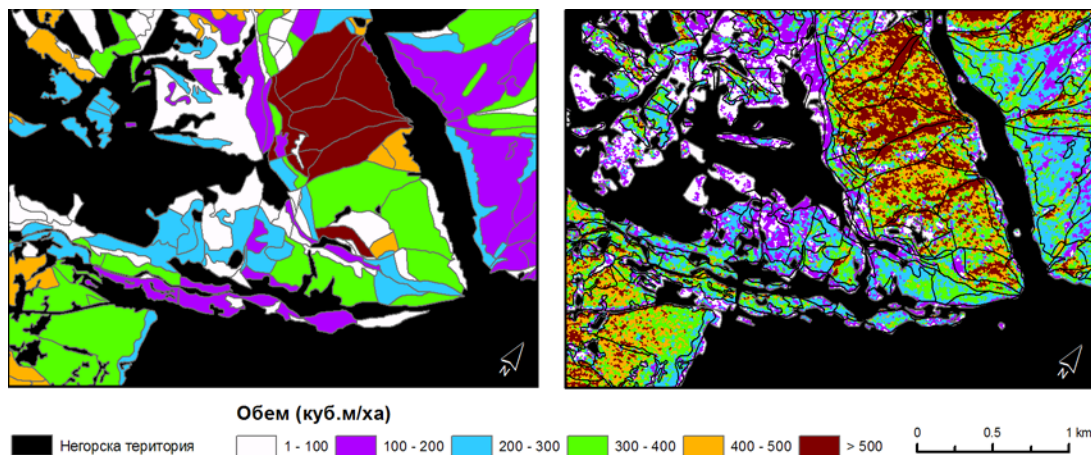 N
N
Обем (куб.м/ха)
Негорска територия
1 - 100
100 - 200
200 - 300
300 - 400
400 - 500
> 500
0 0.5 1 km